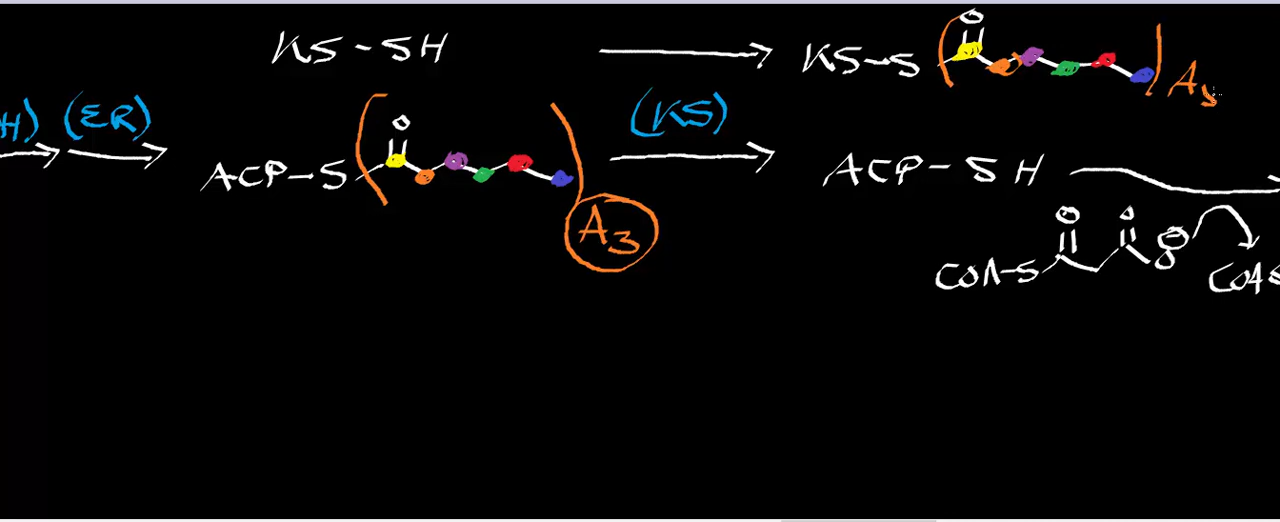 KS-SH KS-S O A3
H) (ER) ACP-S O (KS) ACP-SH
A3
O O ⊖ O
COA-S COAS